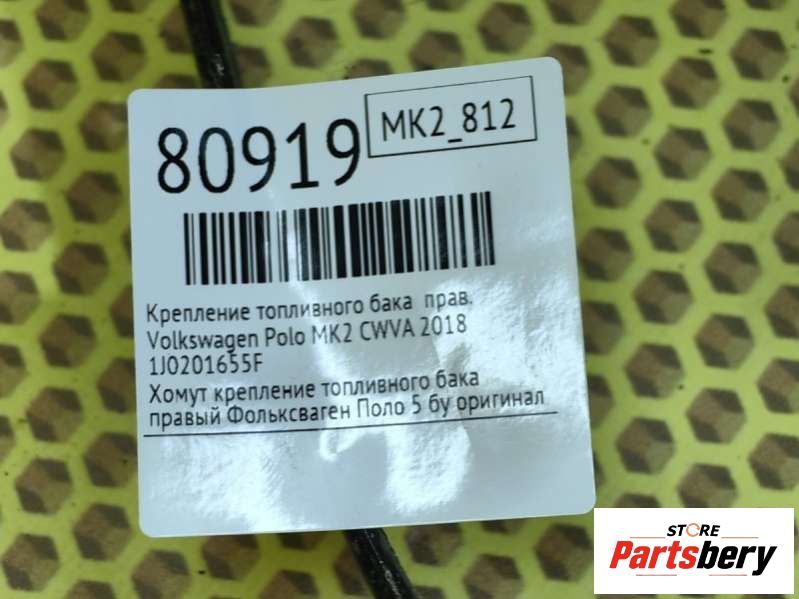 80919
MK2_812
Крепление топливного бака прав.
Volkswagen Polo MK2 CWVA 2018
1J0201655F
Хомут крепление топливного бака
правый Фольксваген Поло 5 бу оригинал
STORE
Partsbery